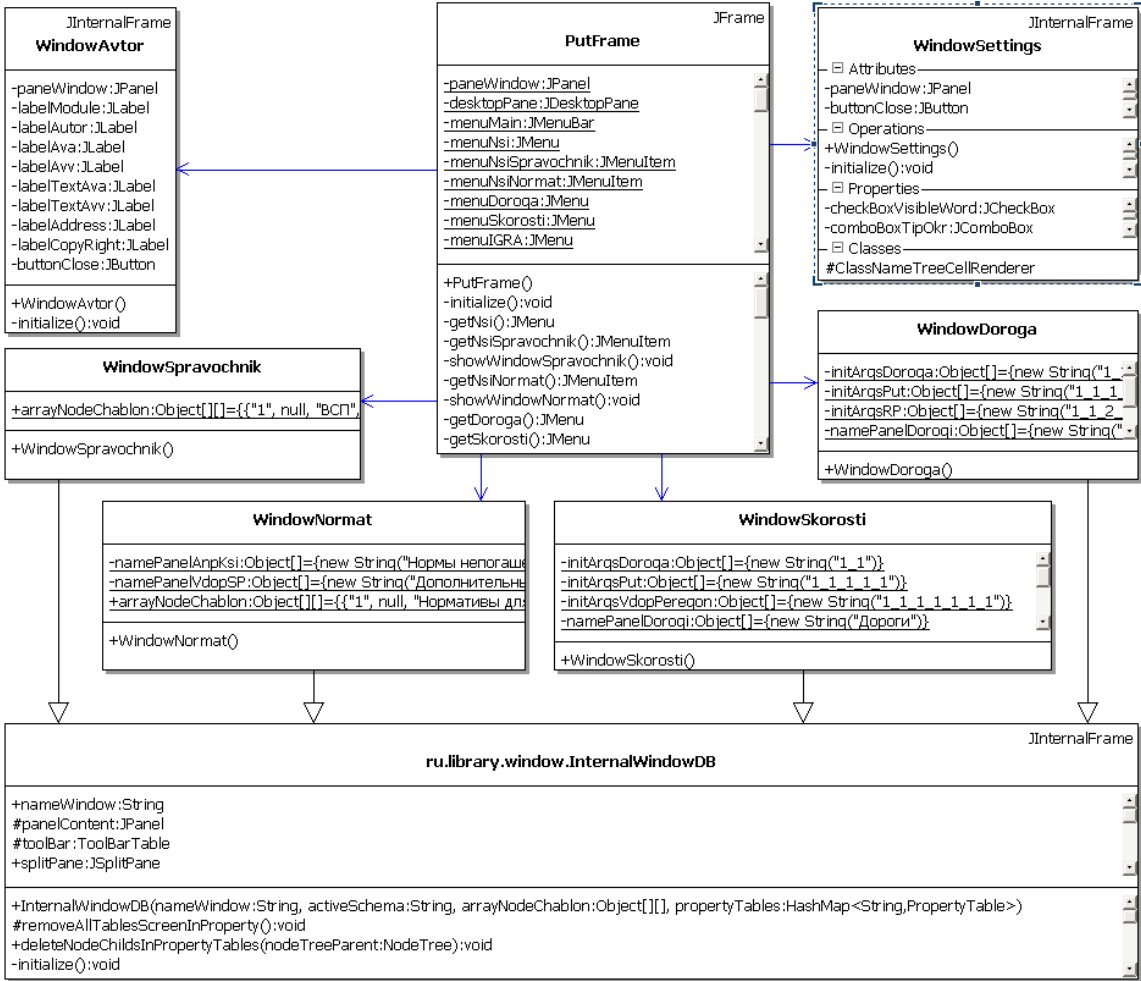 JInternalFrame
WindowAvtor
-paneWindow:JPanel
-labelModule:JLabel
-labelAutor:JLabel
-labelAva:JLabel
-labelAvv:JLabel
-labelTextAva:JLabel
-labelTextAvv:JLabel
-labelAddress:JLabel
-labelCopyRight:JLabel
-buttonClose:JButton
+WindowAvtor()
-initialize():void
JFrame
PutFrame
-paneWindow:JPanel
-desktopPane:JDesktopPane
-menuMain:JMenuBar
-menuNsi:JMenu
-menuNsiSpravochnik:JMenuItem
-menuNsiNormat:JMenuItem
-menuDoroga:JMenu
-menuSkorosti:JMenu
-menuIGRA:JMenu
+PutFrame()
-initialize():void
-getNsi():JMenu
-getNsiSpravochnik():JMenuItem
-showWindowSpravochnik():void
-getNsiNormat():JMenuItem
-showWindowNormat():void
-getDoroga():JMenu
-getSkorosti():JMenu
JInternalFrame
WindowSettings
Attributes
-paneWindow:JPanel
-buttonClose:JButton
Operations
+WindowSettings()
-initialize():void
Properties
-checkBoxVisibleWord:JCheckBox
-comboBoxTipOkr:JComboBox
Classes
#ClassNameTreeCellRenderer
WindowSpravochnik
+arrayNodeChablon:Object[][]={{"1", null, "ВСП",
+WindowSpravochnik()
WindowDoroga
-initArgsDoroga:Object[]={new String("1_
-initArgsPut:Object[]={new String("1_1_1_
-initArgsRP:Object[]={new String("1_1_2_
-namePanelDorogi:Object[]={new String("
+WindowDoroga()
WindowNormat
-namePanelAnpKsi:Object[]={new String("Нормы непогаше
-namePanelVdopSP:Object[]={new String("Дополнительнь
+arrayNodeChablon:Object[][]={{"1", null, "Нормативы для
+WindowNormat()
WindowSkorosti
-initArgsDoroga:Object[]={new String("1_1")}
-initArgsPut:Object[]={new String("1_1_1_1_1")}
-initArgsVdopPeregon:Object[]={new String("1_1_1_1_1_1_1")}
-namePanelDorogi:Object[]={new String("Дороги")}
+WindowSkorosti()
JInternalFrame
ru.library.window.InternalWindowDB
+nameWindow:String
#panelContent:JPanel
#toolBar:ToolBarTable
+splitPane:JSplitPane
+InternalWindowDB(nameWindow:String, activeSchema:String, arrayNodeChablon:Object[][], propertyTables:HashMap<String,PropertyTable>)
#removeAllTablesScreenInProperty():void
+deleteNodeChildsInPropertyTables(nodeTreeParent:NodeTree):void
-initialize():void